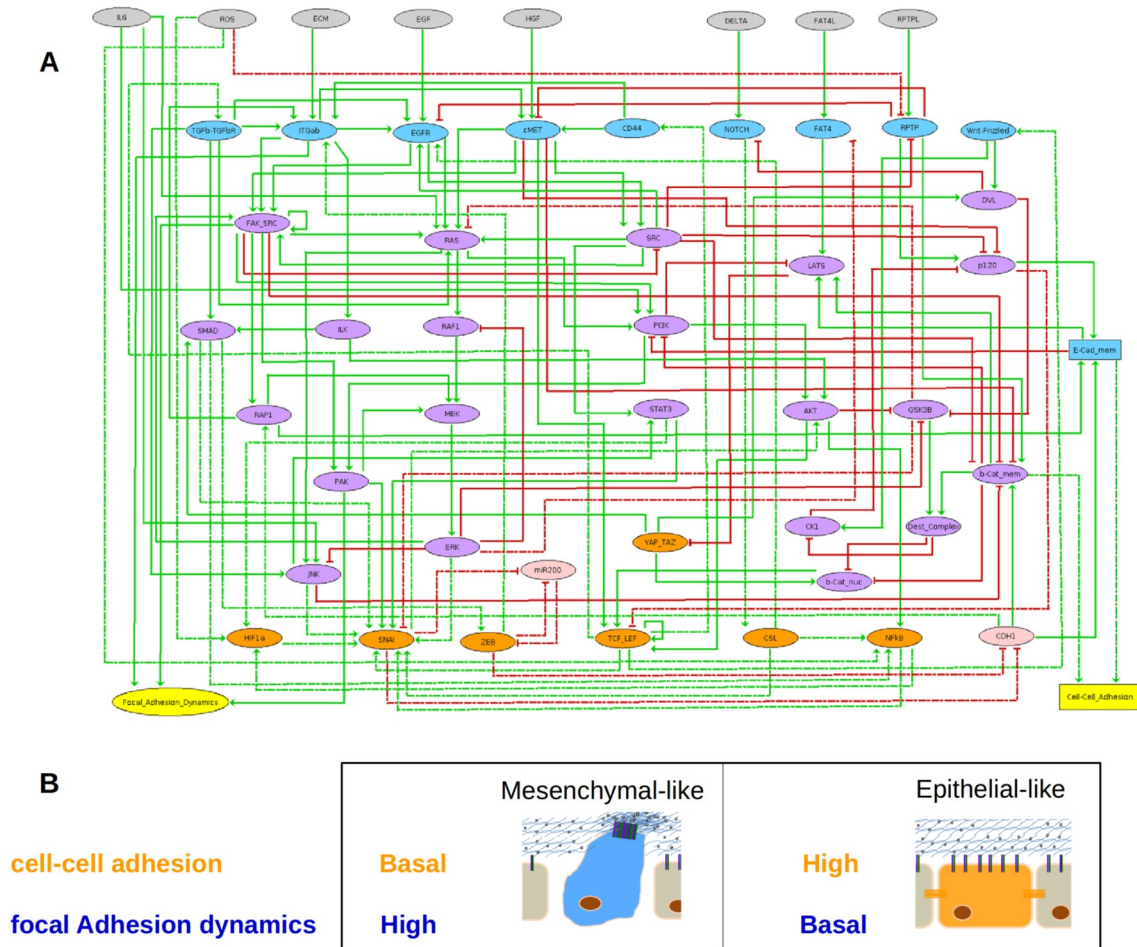 IL6 ROS ECM EGF HGF DELTA FAT4L RPTPL
A
TGFb-TGFbR ITGab EGFR cMET CD44 NOTCH FAT4 RPTP Wnt-Frizzled
DVL
FAK_SRC RAS SRC
LATS p120
SMAD ILK RAF1 PI3K
E-Cad_mem
RAP1 MEK STAT3 AKT GSK3B
PAK b-Cat_mem
CK1 Dest_Complex
ERK YAP_TAZ
JNK miR200 b-Cat_nuc
HIF1a SNAI ZEB TCF_LEF CSL NFkB CDH1
Focal_Adhesion_Dynamics Cell-Cell_Adhesion
B
Mesenchymal-like Epithelial-like
cell-cell adhesion Basal High
focal Adhesion dynamics High Basal